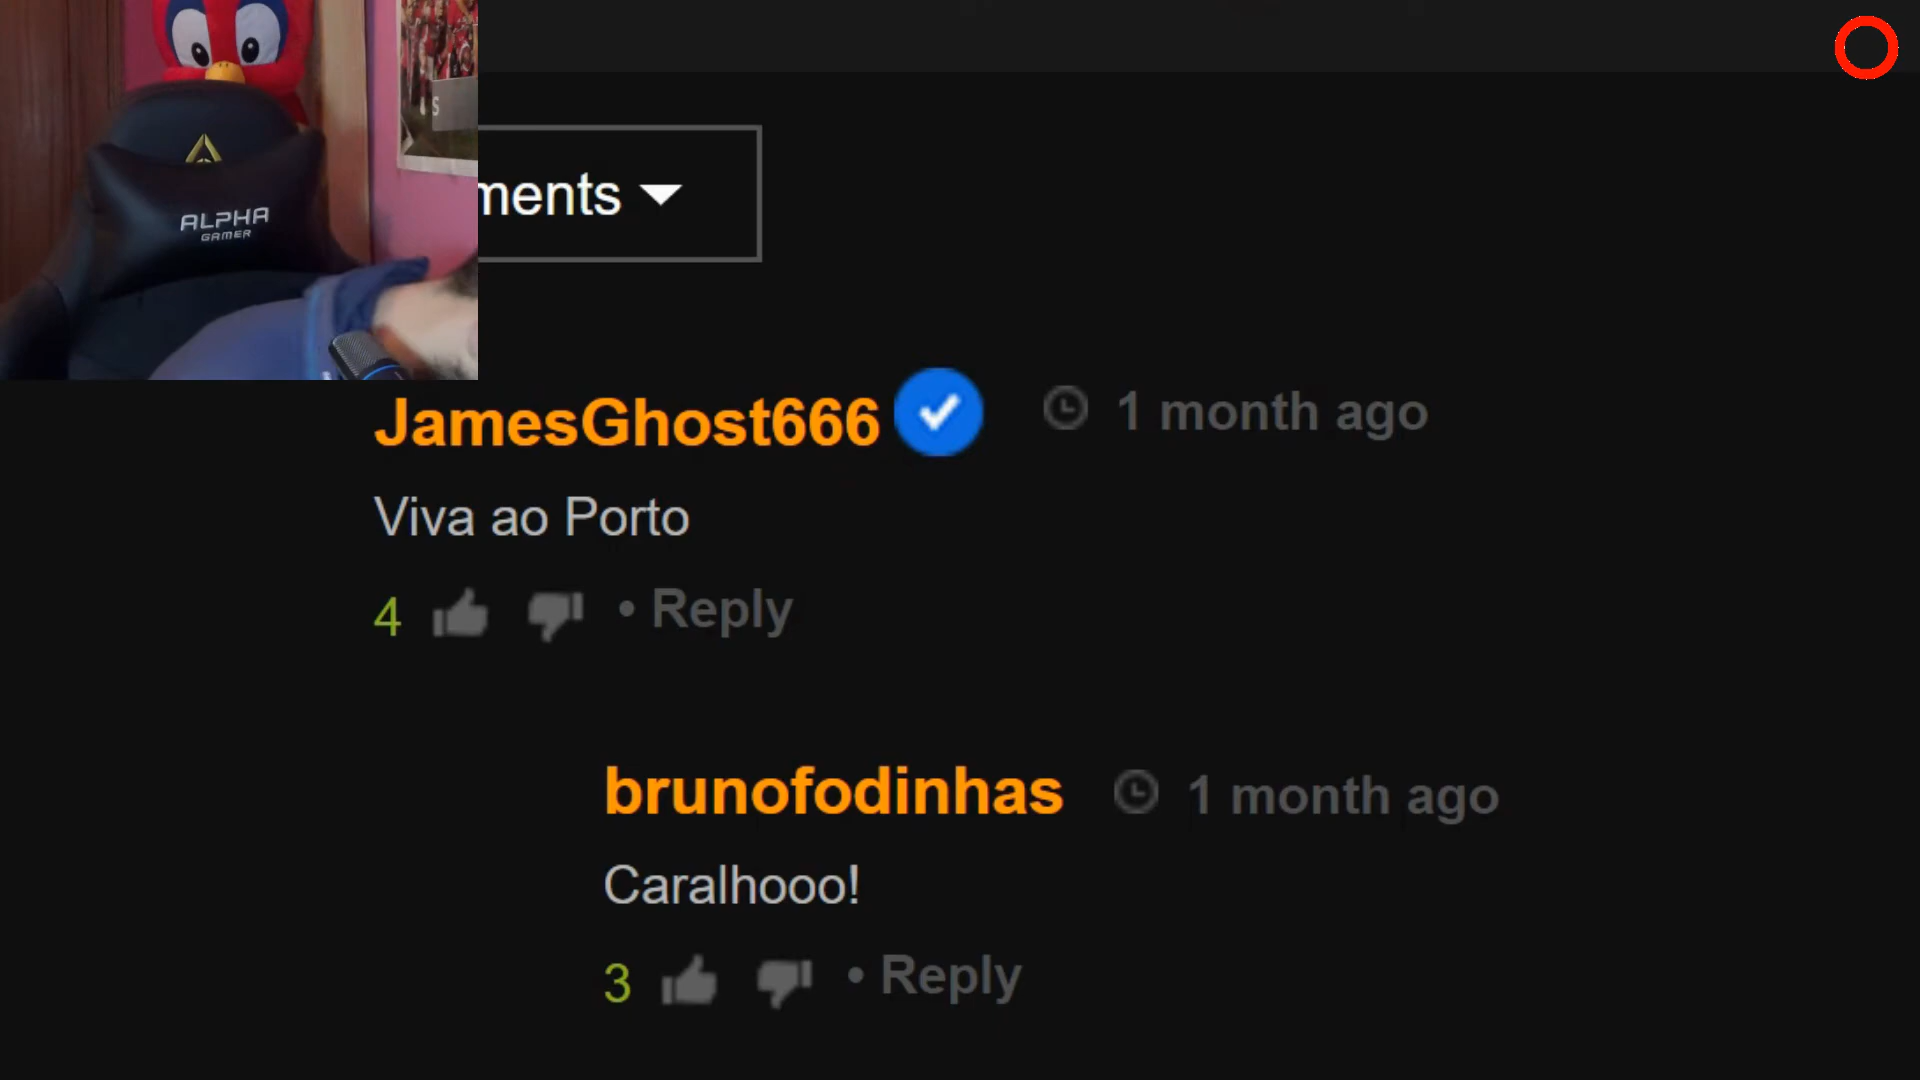 S
ALPHA
GAMER
ments
JamesGhost666
1 month ago
Viva ao Porto
4 • Reply
brunofodinhas
1 month ago
Caralhooo!
3 • Reply